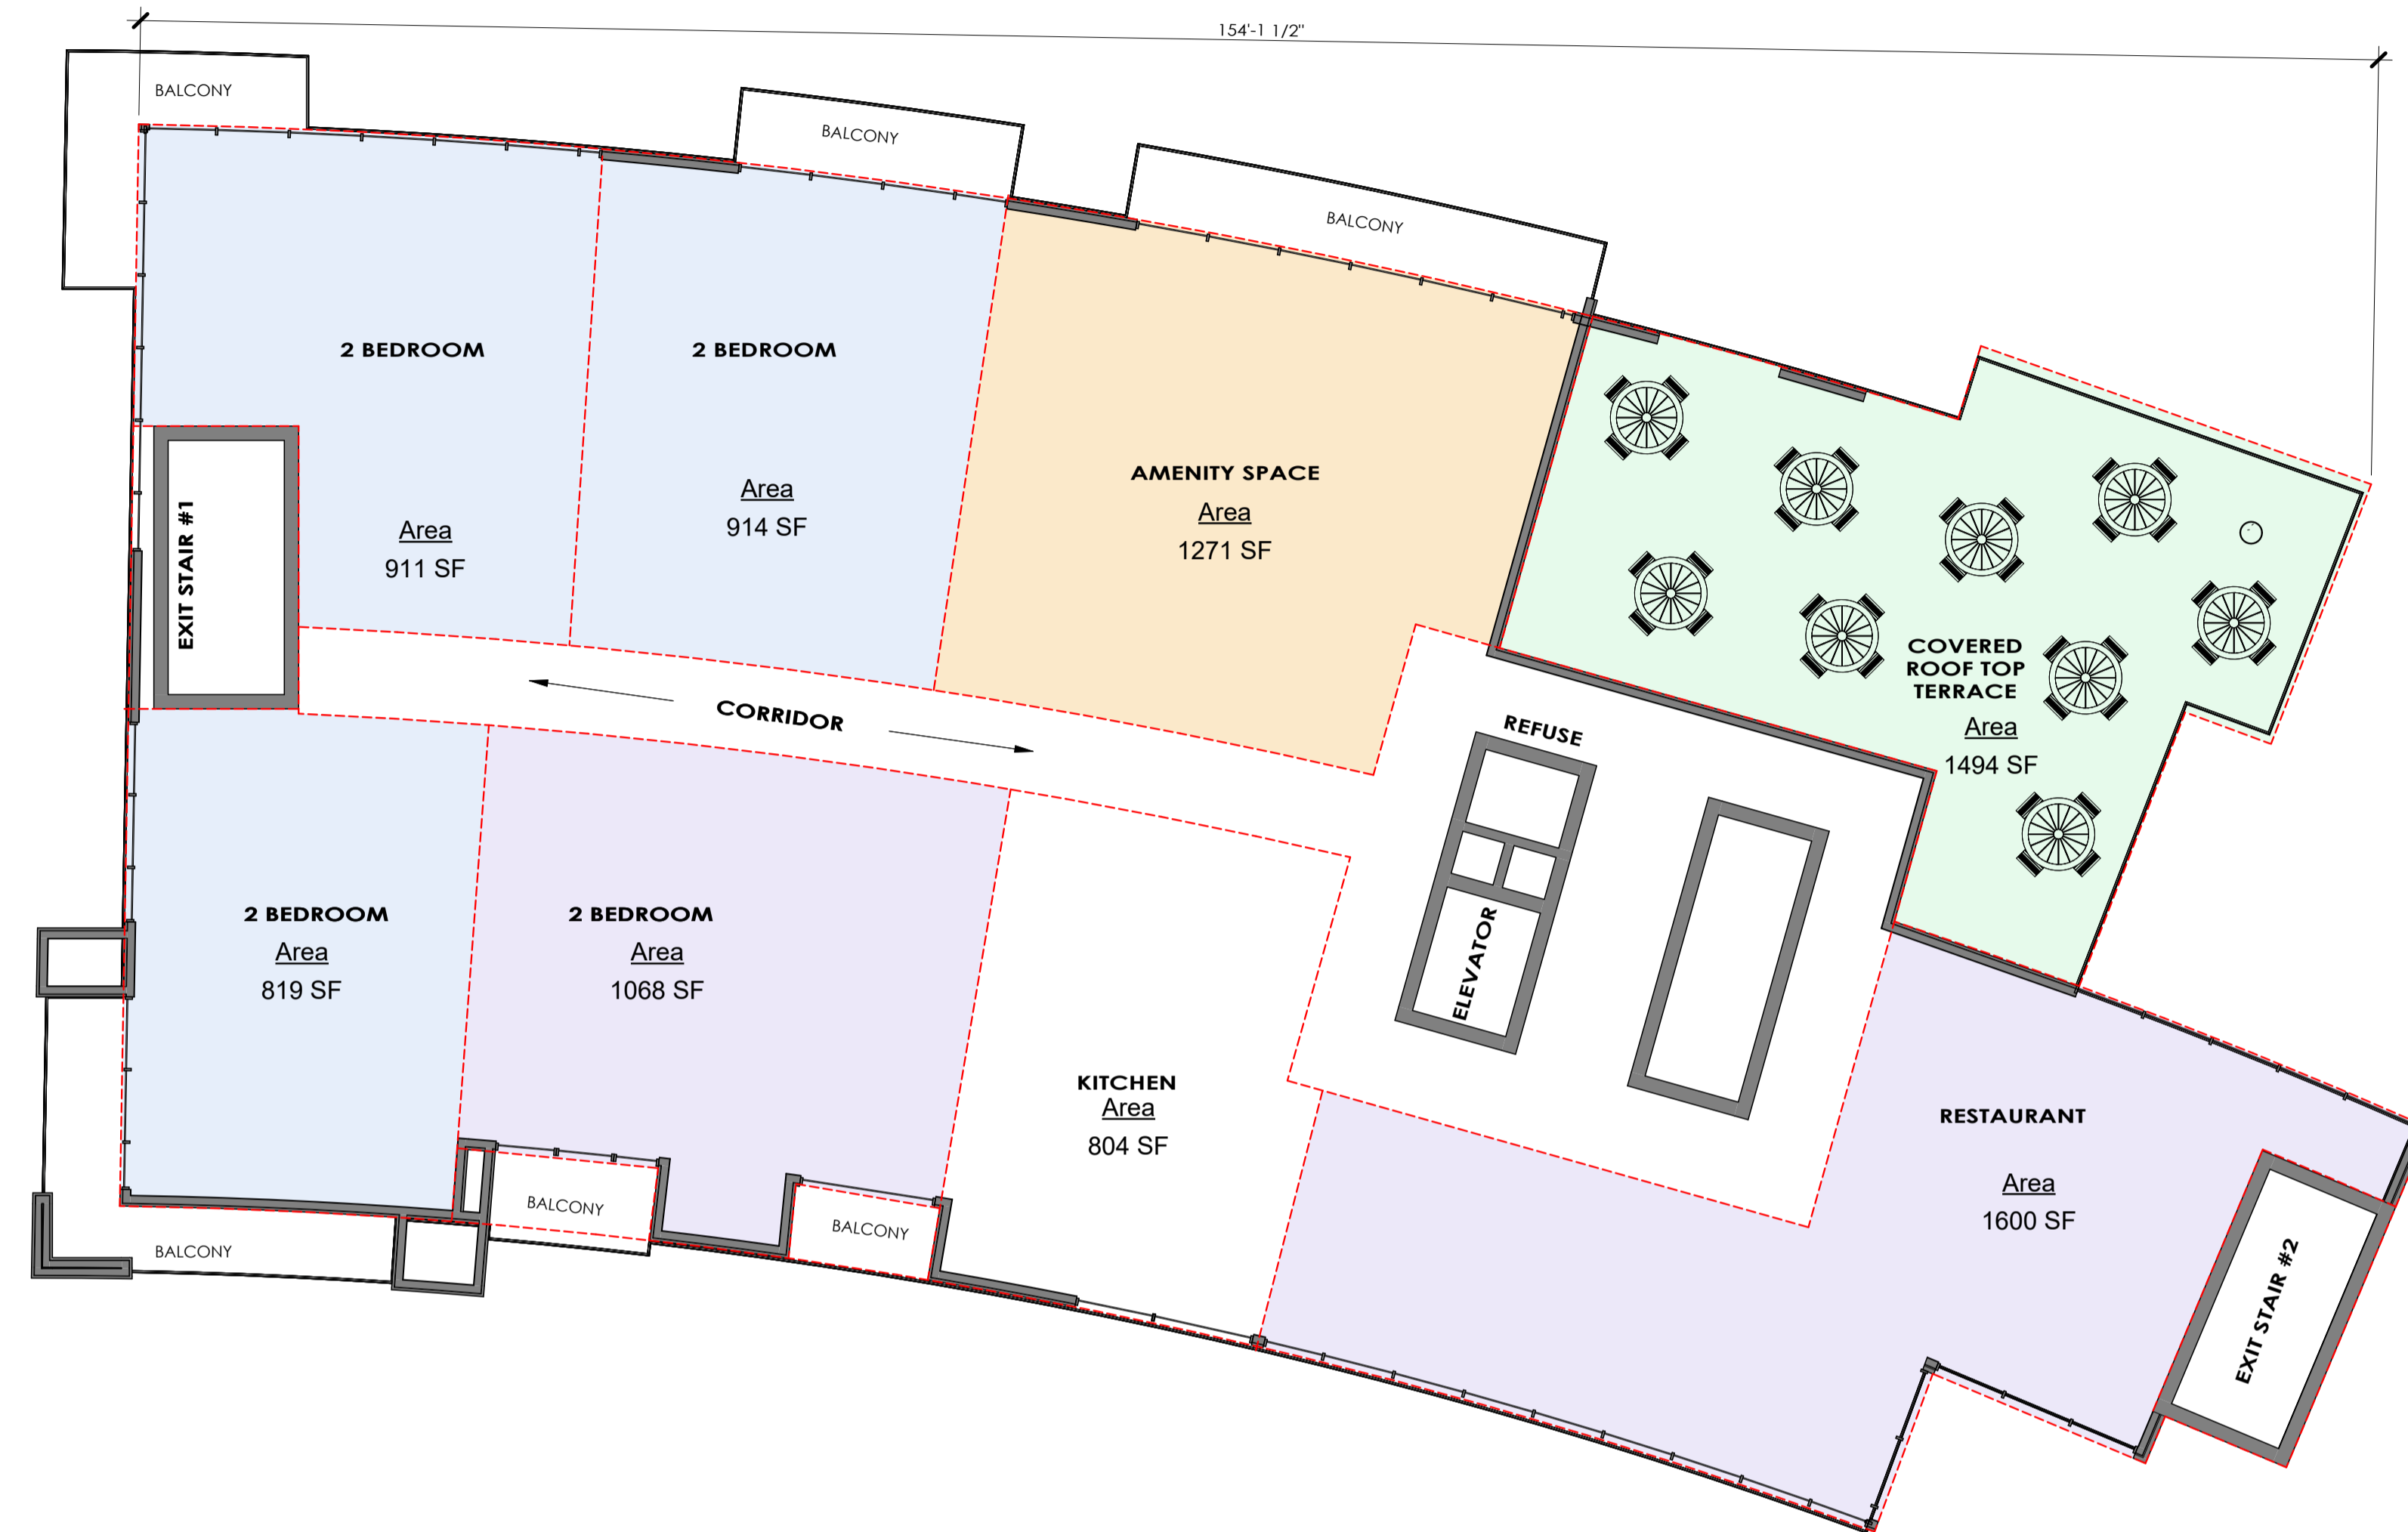 154'-1 1/2"
BALCONY
BALCONY
BALCONY
2 BEDROOM
Area
911 SF
2 BEDROOM
Area
914 SF
AMENITY SPACE
Area
1271 SF
EXIT STAIR #1
CORRIDOR
REFUSE
COVERED
ROOF TOP
TERRACE
Area
1494 SF
2 BEDROOM
Area
819 SF
2 BEDROOM
Area
1068 SF
ELEVATOR
KITCHEN
Area
804 SF
RESTAURANT
Area
1600 SF
EXIT STAIR #2
BALCONY
BALCONY
BALCONY